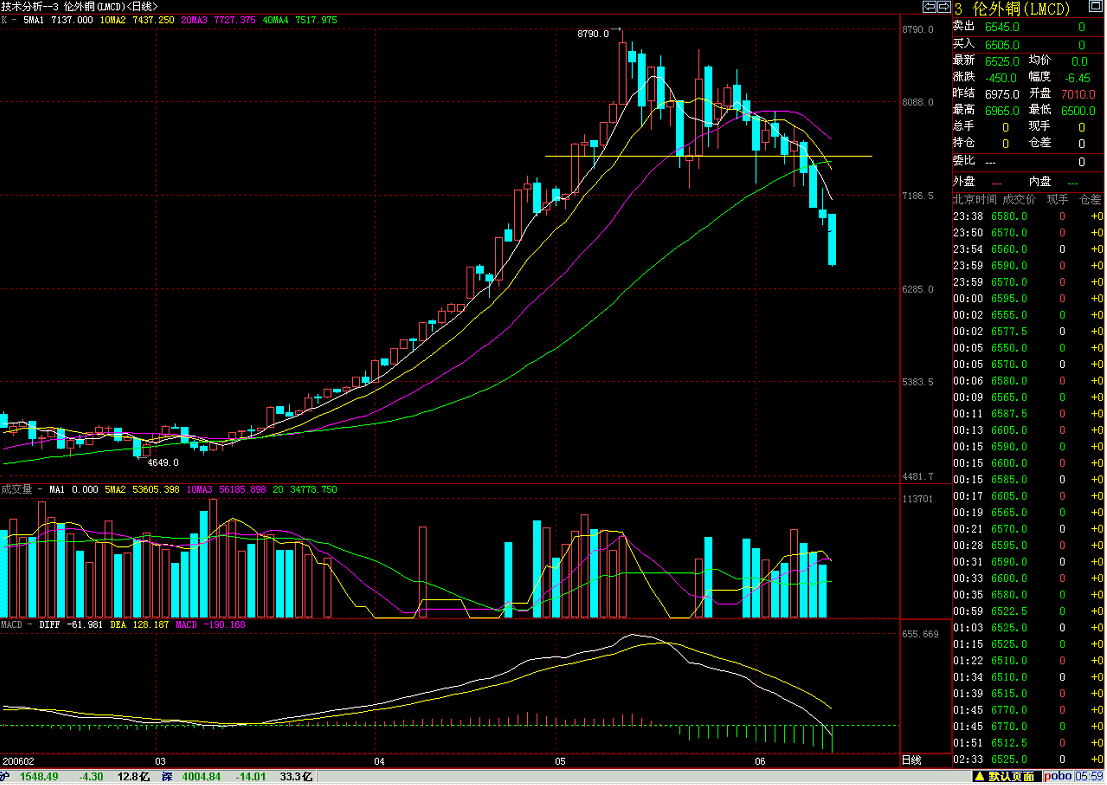 技术分析--3 伦外铜(LMCD)<日线>
K - 5MA1 7137.000 10MA2 7437.250 20MA3 7727.375 40MA4 7517.975
8790.0
8790.0
8088.0
7186.5
6285.0
5383.5
4649.0
4481.7
成交量 - MA1 0.000 5MA2 53605.398 10MA3 56185.898 20 34778.750
113701
MACD - DIFF -61.981 DEA 128.187 MACD -190.168
655.669
200602 03 04 05 06 日线
3 伦外铜(LMCD)
卖出 6545.0 0
买入 6505.0 0
最新 6525.0 均价 0.0
涨跌 -450.0 幅度 -6.45
昨结 6975.0 开盘 7010.0
最高 6965.0 最低 6500.0
总手 0 现手 0
持仓 0 仓差 0
委比 --- 0
外盘 --- 内盘 ---
北京时间 成交价 现手 仓差
23:38 6580.0 0 +0
23:50 6570.0 0 +0
23:54 6560.0 0 +0
23:59 6590.0 0 +0
23:59 6570.0 0 +0
00:00 6595.0 0 +0
00:02 6555.0 0 +0
00:02 6577.5 0 +0
00:05 6550.0 0 +0
00:05 6570.0 0 +0
00:06 6580.0 0 +0
00:09 6565.0 0 +0
00:11 6587.5 0 +0
00:13 6605.0 0 +0
00:15 6590.0 0 +0
00:15 6600.0 0 +0
00:15 6585.0 0 +0
00:17 6605.0 0 +0
00:19 6565.0 0 +0
00:21 6570.0 0 +0
00:28 6595.0 0 +0
00:31 6590.0 0 +0
00:33 6600.0 0 +0
00:35 6580.0 0 +0
00:59 6522.5 0 +0
01:03 6525.0 0 +0
01:15 6525.0 0 +0
01:22 6510.0 0 +0
01:34 6510.0 0 +0
01:39 6515.0 0 +0
01:45 6770.0 0 +0
01:45 6770.0 0 +0
01:51 6512.5 0 +0
02:33 6525.0 0 +0
沪 1548.49 -4.30 12.8亿 深 4004.84 -14.01 33.3亿
▲默认页面 pobo 05:59